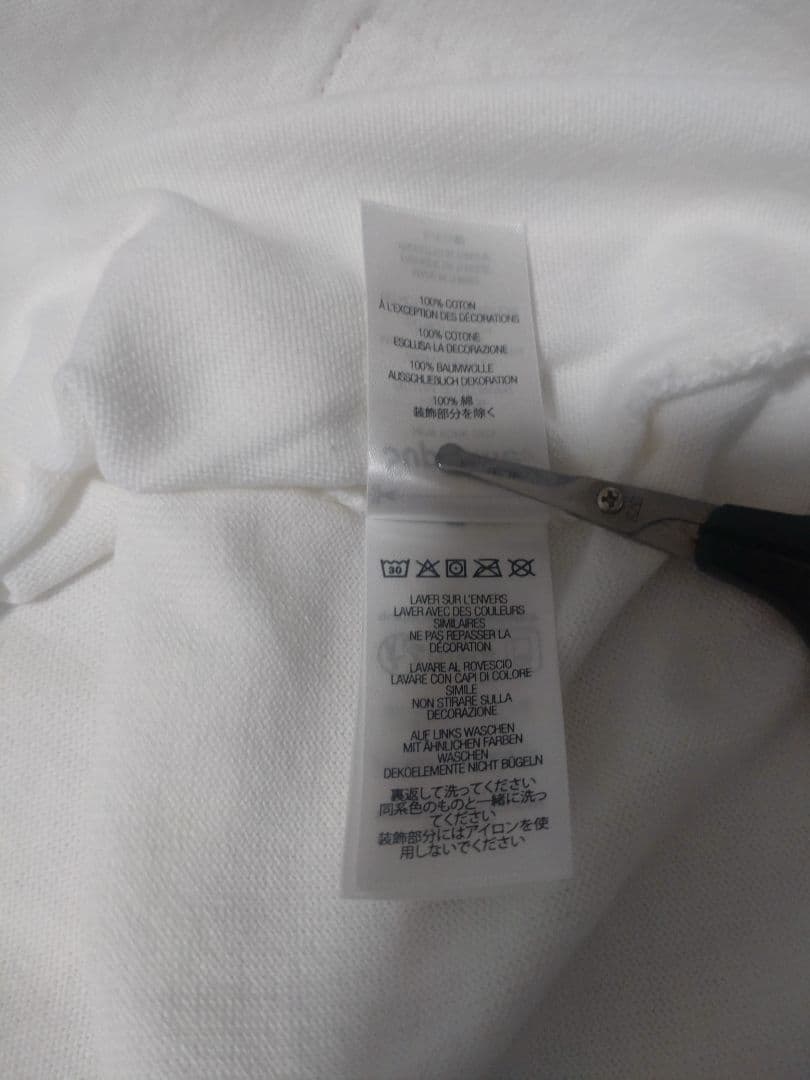 100% COTON
À L'EXCEPTION DES DÉCORATIONS
100% COTONE
ESCLUSA LA DECORAZIONE
100% BAUMWOLLE
AUSSCHLIEßLICH DEKORATION
100% 綿
装飾部分を除く
30
LAVER SUR L'ENVERS
LAVER AVEC DES COULEURS
SIMILAIRES
NE PAS REPASSER LA
DÉCORATION
LAVARE AL ROVESCIO
LAVARE CON CAPI DI COLORE
SIMILE
NON STIRARE SULLA
DECORAZIONE
AUF LINKS WASCHEN
MIT ÄHNLICHEN FARBEN
WASCHEN
DEKOELEMENTE NICHT BÜGELN
裏返して洗ってください
同系色のものと一緒に洗っ
てください
装飾部分にはアイロンを使
用しないでください